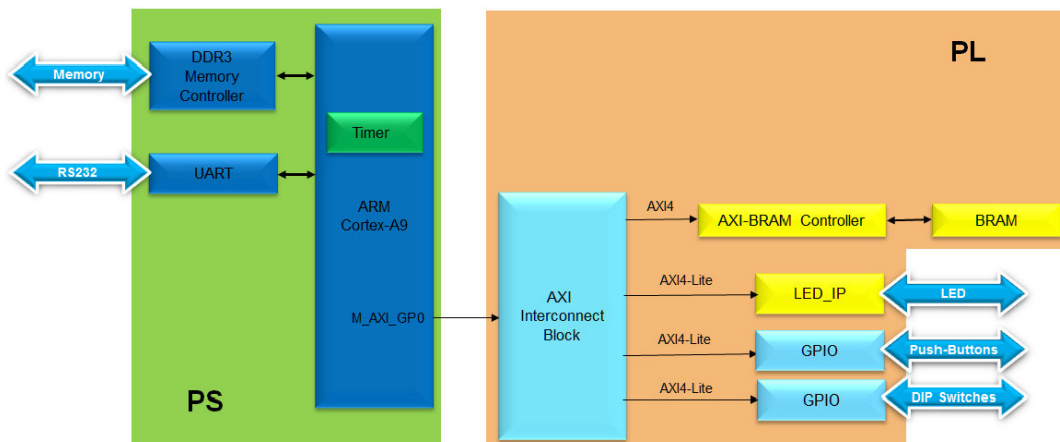 PL
DDR3
Memory
Controller
Memory
Timer
RS232
UART
ARM
Cortex-A9
AXI4
AXI-BRAM Controller
BRAM
AXI4-Lite
LED_IP
LED
AXI
Interconnect
Block
M_AXI_GP0
AXI4-Lite
GPIO
Push-Buttons
AXI4-Lite
GPIO
DIP Switches
PS